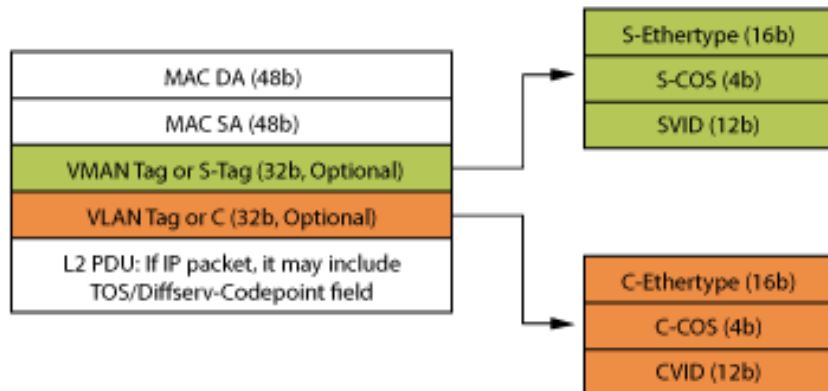 MAC DA (48b)
MAC SA (48b)
VMAN Tag or S-Tag (32b, Optional)
VLAN Tag or C (32b, Optional)
L2 PDU: If IP packet, it may include
TOS/Diffserv-Codepoint field
S-Ethertype (16b)
S-COS (4b)
SVID (12b)
C-Ethertype (16b)
C-COS (4b)
CVID (12b)